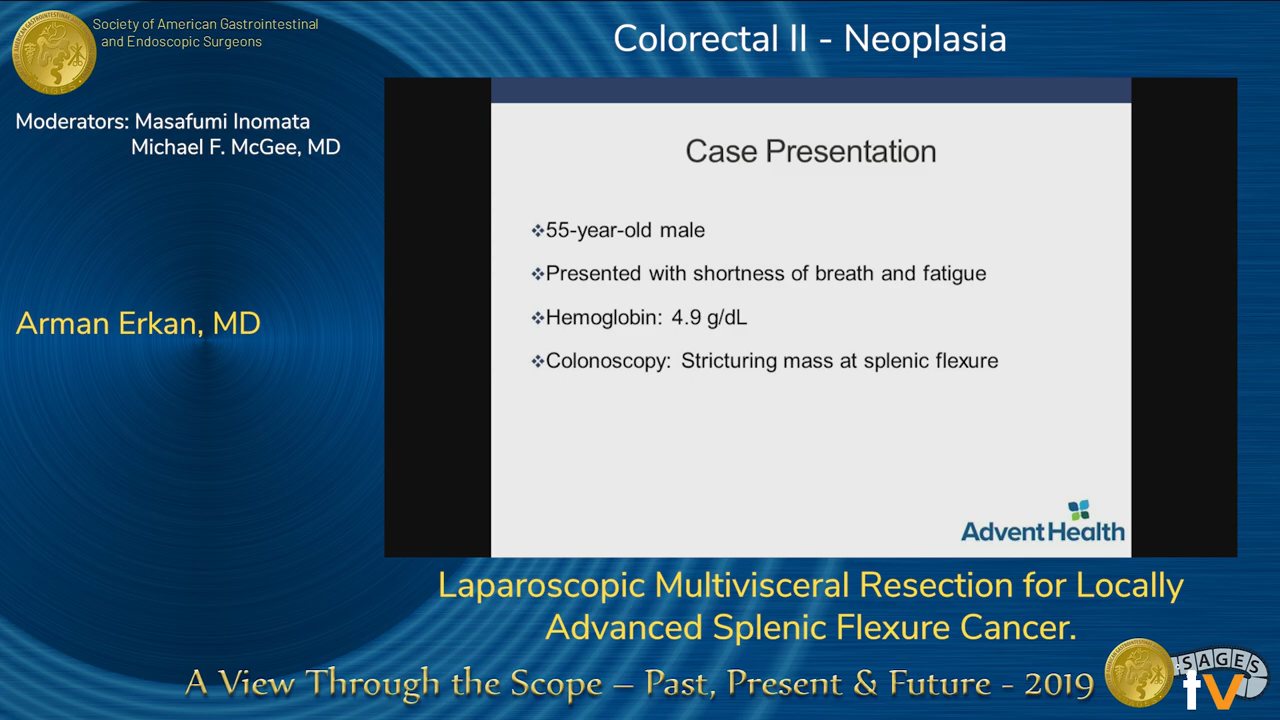 Society of American Gastrointestinal
and Endoscopic Surgeons
Colorectal II - Neoplasia
Moderators: Masafumi Inomata
Michael F. McGee, MD
Arman Erkan, MD
Case Presentation
❖55-year-old male
❖Presented with shortness of breath and fatigue
❖Hemoglobin: 4.9 g/dL
❖Colonoscopy: Stricturing mass at splenic flexure
AdventHealth
Laparoscopic Multivisceral Resection for Locally
Advanced Splenic Flexure Cancer.
A View Through the Scope – Past, Present & Future - 2019
SAGES
tv